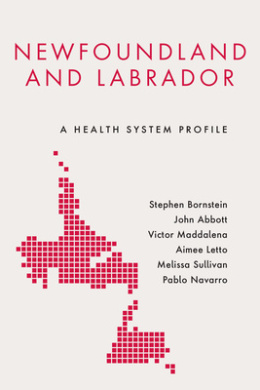 NEWFOUNDLAND
AND LABRADOR
A HEALTH SYSTEM PROFILE
Stephen Bornstein
John Abbott
Victor Maddalena
Aimee Letto
Melissa Sullivan
Pablo Navarro